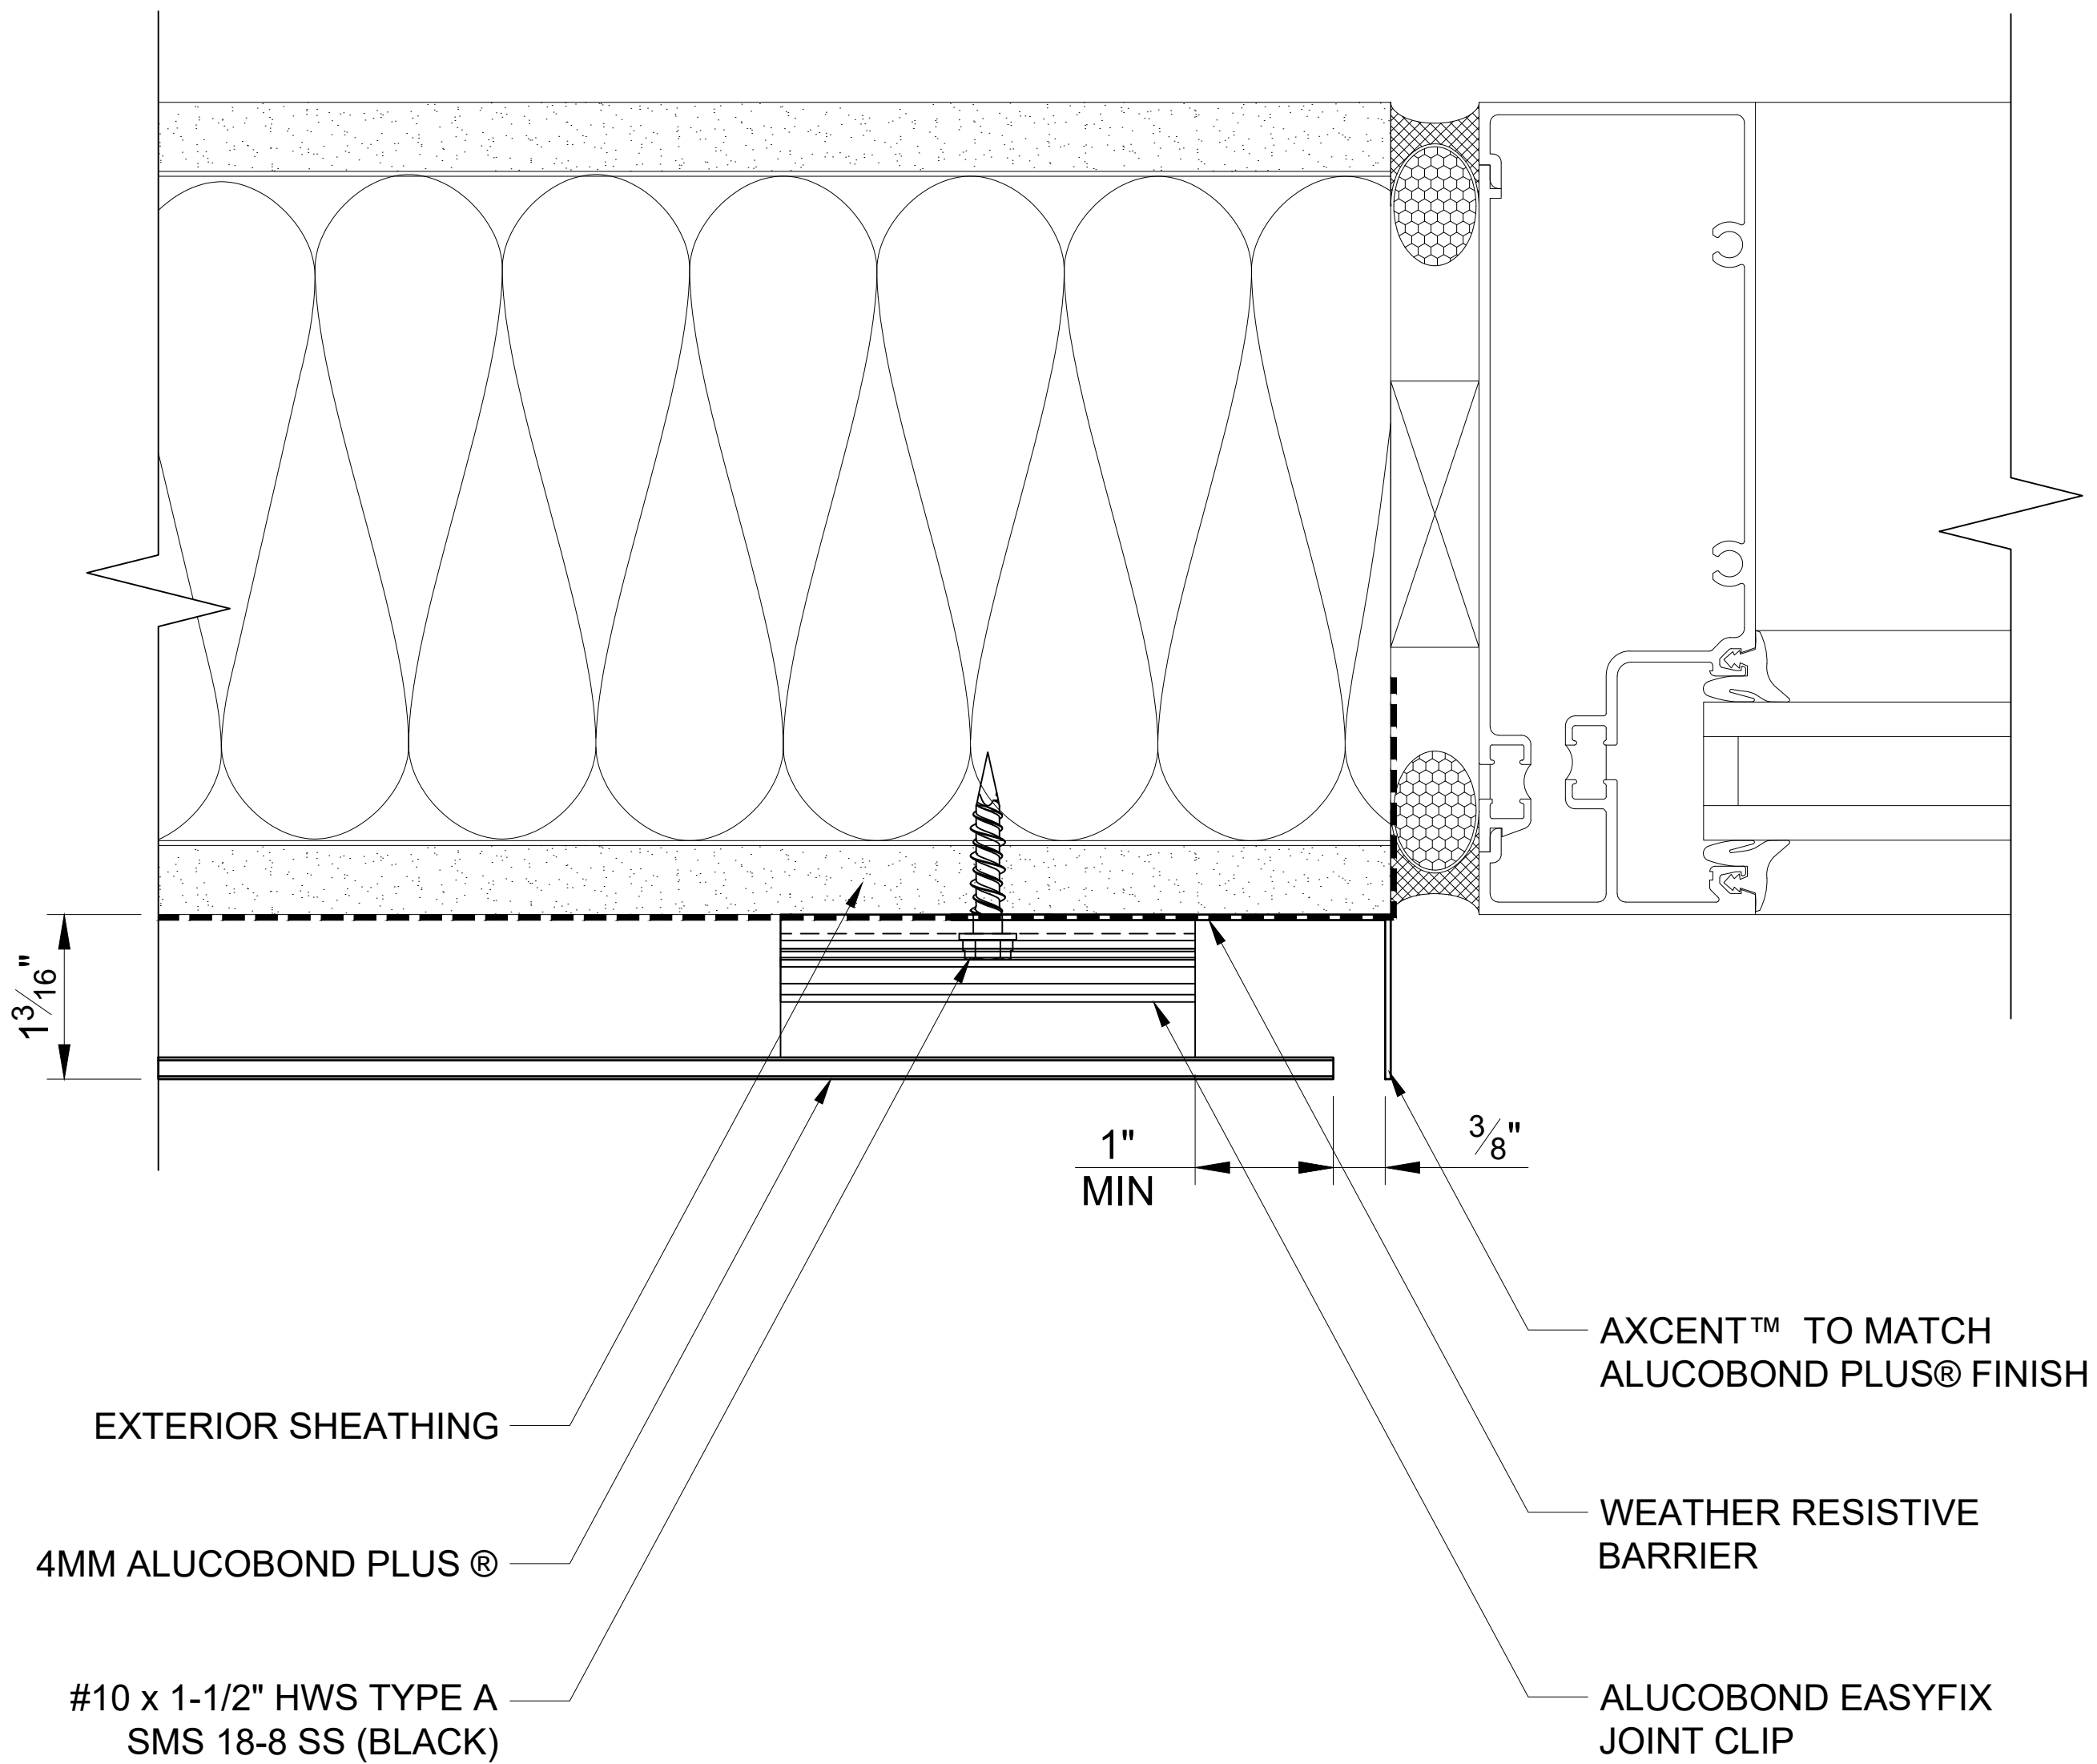 1 3/16"
1"
MIN
3/8"
AXCENT™ TO MATCH
ALUCOBOND PLUS® FINISH
EXTERIOR SHEATHING
WEATHER RESISTIVE
BARRIER
4MM ALUCOBOND PLUS ®
#10 x 1-1/2" HWS TYPE A
SMS 18-8 SS (BLACK)
ALUCOBOND EASYFIX
JOINT CLIP